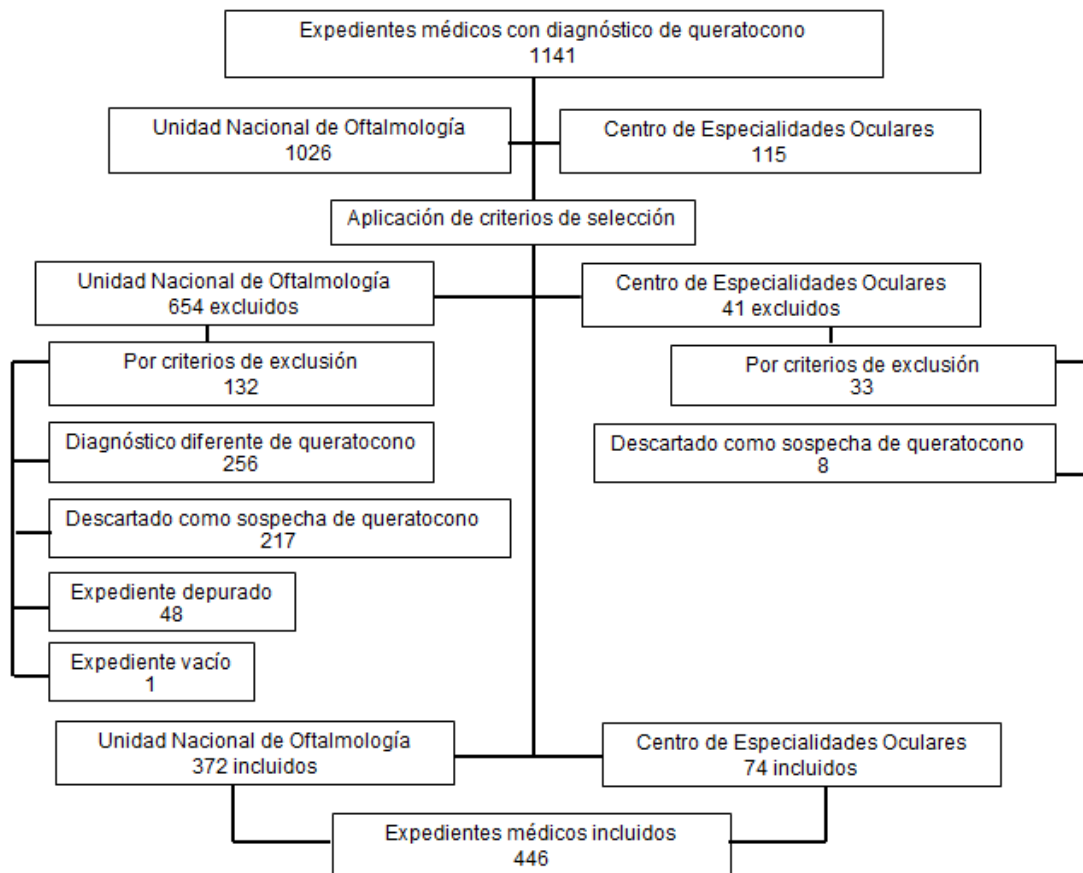 Expedientes médicos con diagnóstico de queratocono
1141
Unidad Nacional de Oftalmología
1026
Centro de Especialidades Oculares
115
Aplicación de criterios de selección
Unidad Nacional de Oftalmología
654 excluidos
Centro de Especialidades Oculares
41 excluidos
Por criterios de exclusión
132
Por criterios de exclusión
33
Diagnóstico diferente de queratocono
256
Descartado como sospecha de queratocono
8
Descartado como sospecha de queratocono
217
Expediente depurado
48
Expediente vacío
1
Unidad Nacional de Oftalmología
372 incluidos
Centro de Especialidades Oculares
74 incluidos
Expedientes médicos incluidos
446